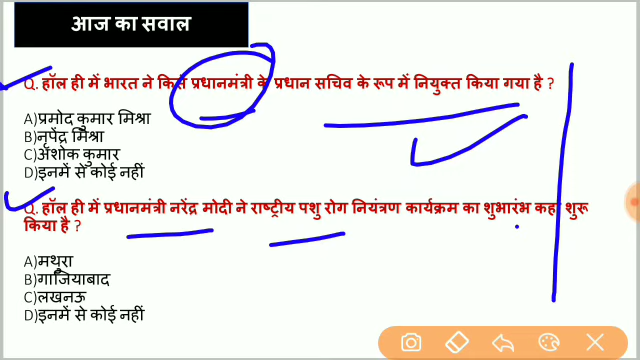 आज का सवाल
Q. हॉल ही में भारत ने किसे प्रधानमंत्री के प्रधान सचिव के रूप में नियुक्त किया गया है ?
A)प्रमोद कुमार मिश्रा
B)नृपेंद्र मिश्रा
C)अशोक कुमार
D)इनमें से कोई नहीं
Q. हॉल ही में प्रधानमंत्री नरेंद्र मोदी ने राष्ट्रीय पशु रोग नियंत्रण कार्यक्रम का शुभारंभ कहा शुरू
किया है ?
A)मथुरा
B)गाजियाबाद
C)लखनऊ
D)इनमें से कोई नहीं